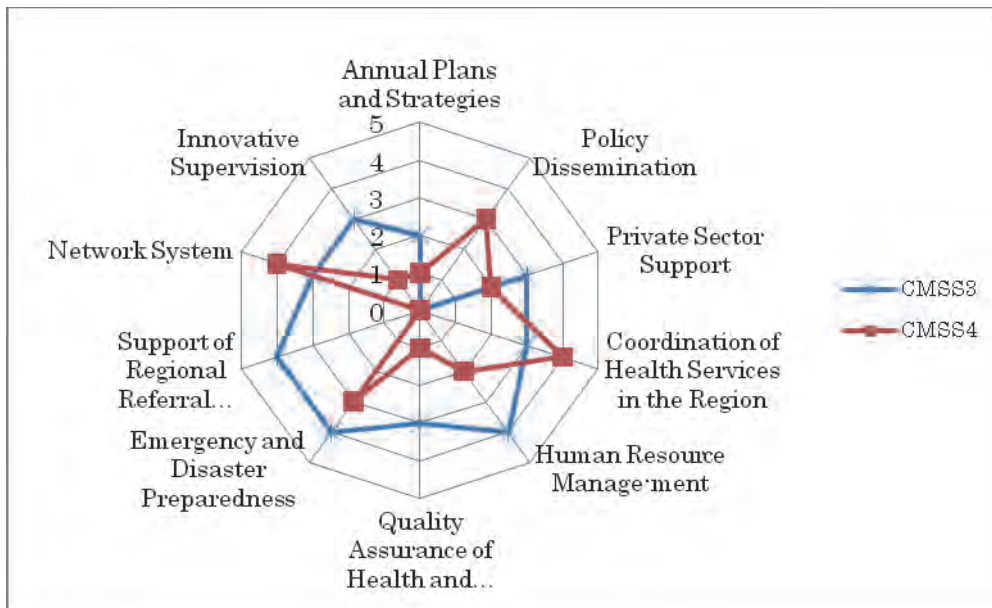 Annual Plans
and Strategies
Policy
Dissemination
Private Sector
Support
Coordination of
Health Services
in the Region
Human Resource
Management
Quality
Assurance of
Health and...
Emergency and
Disaster
Preparedness
Support of
Regional
Referral...
Network System
Innovative
Supervision
5
4
3
2
1
0
CMSS3
CMSS4